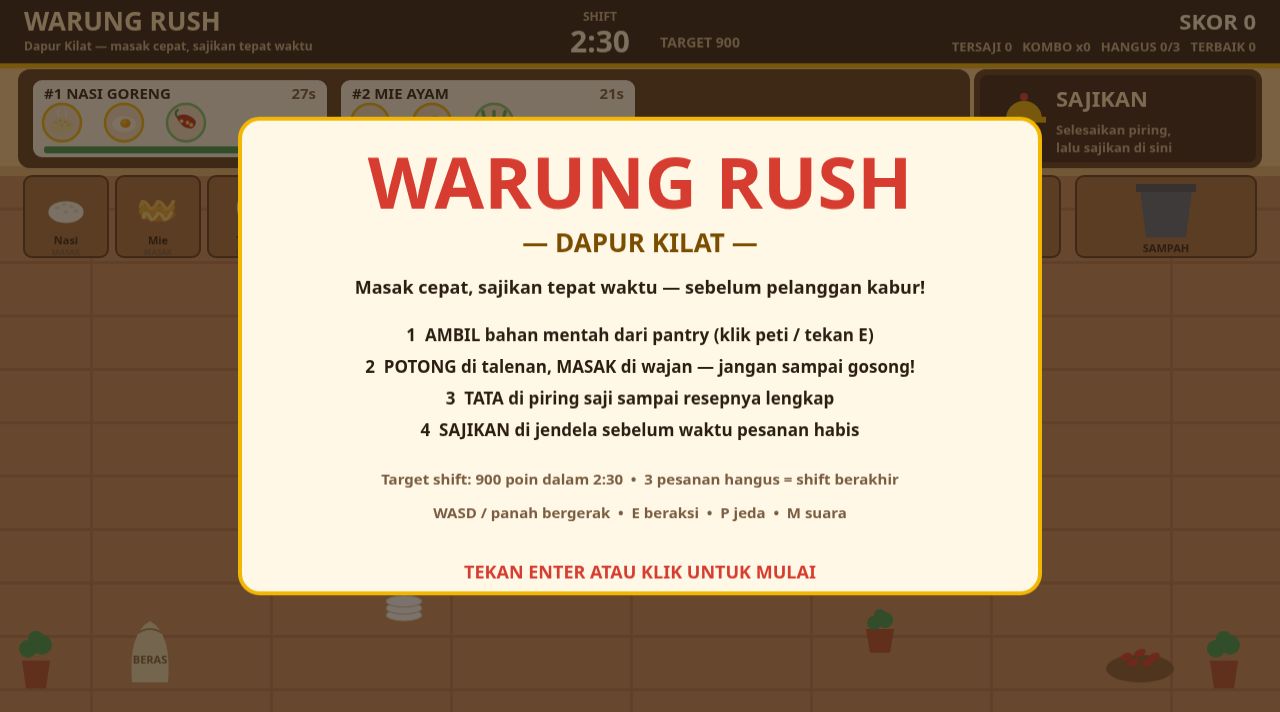 WARUNG RUSH
Dapur Kilat — masak cepat, sajikan tepat waktu
SHIFT
2:30
TARGET 900
SKOR 0
TERSAJI 0 KOMBO x0 HANGUS 0/3 TERBAIK 0
#1 NASI GORENG 27s
#2 MIE AYAM 21s
SAJIKAN
Selesaikan piring,
lalu sajikan di sini
Nasi
MASAK
Mie
MASAK
SAMPAH
WARUNG RUSH
— DAPUR KILAT —
Masak cepat, sajikan tepat waktu — sebelum pelanggan kabur!
1 AMBIL bahan mentah dari pantry (klik peti / tekan E)
2 POTONG di talenan, MASAK di wajan — jangan sampai gosong!
3 TATA di piring saji sampai resepnya lengkap
4 SAJIKAN di jendela sebelum waktu pesanan habis
Target shift: 900 poin dalam 2:30 • 3 pesanan hangus = shift berakhir
WASD / panah bergerak • E beraksi • P jeda • M suara
TEKAN ENTER ATAU KLIK UNTUK MULAI
BERAS